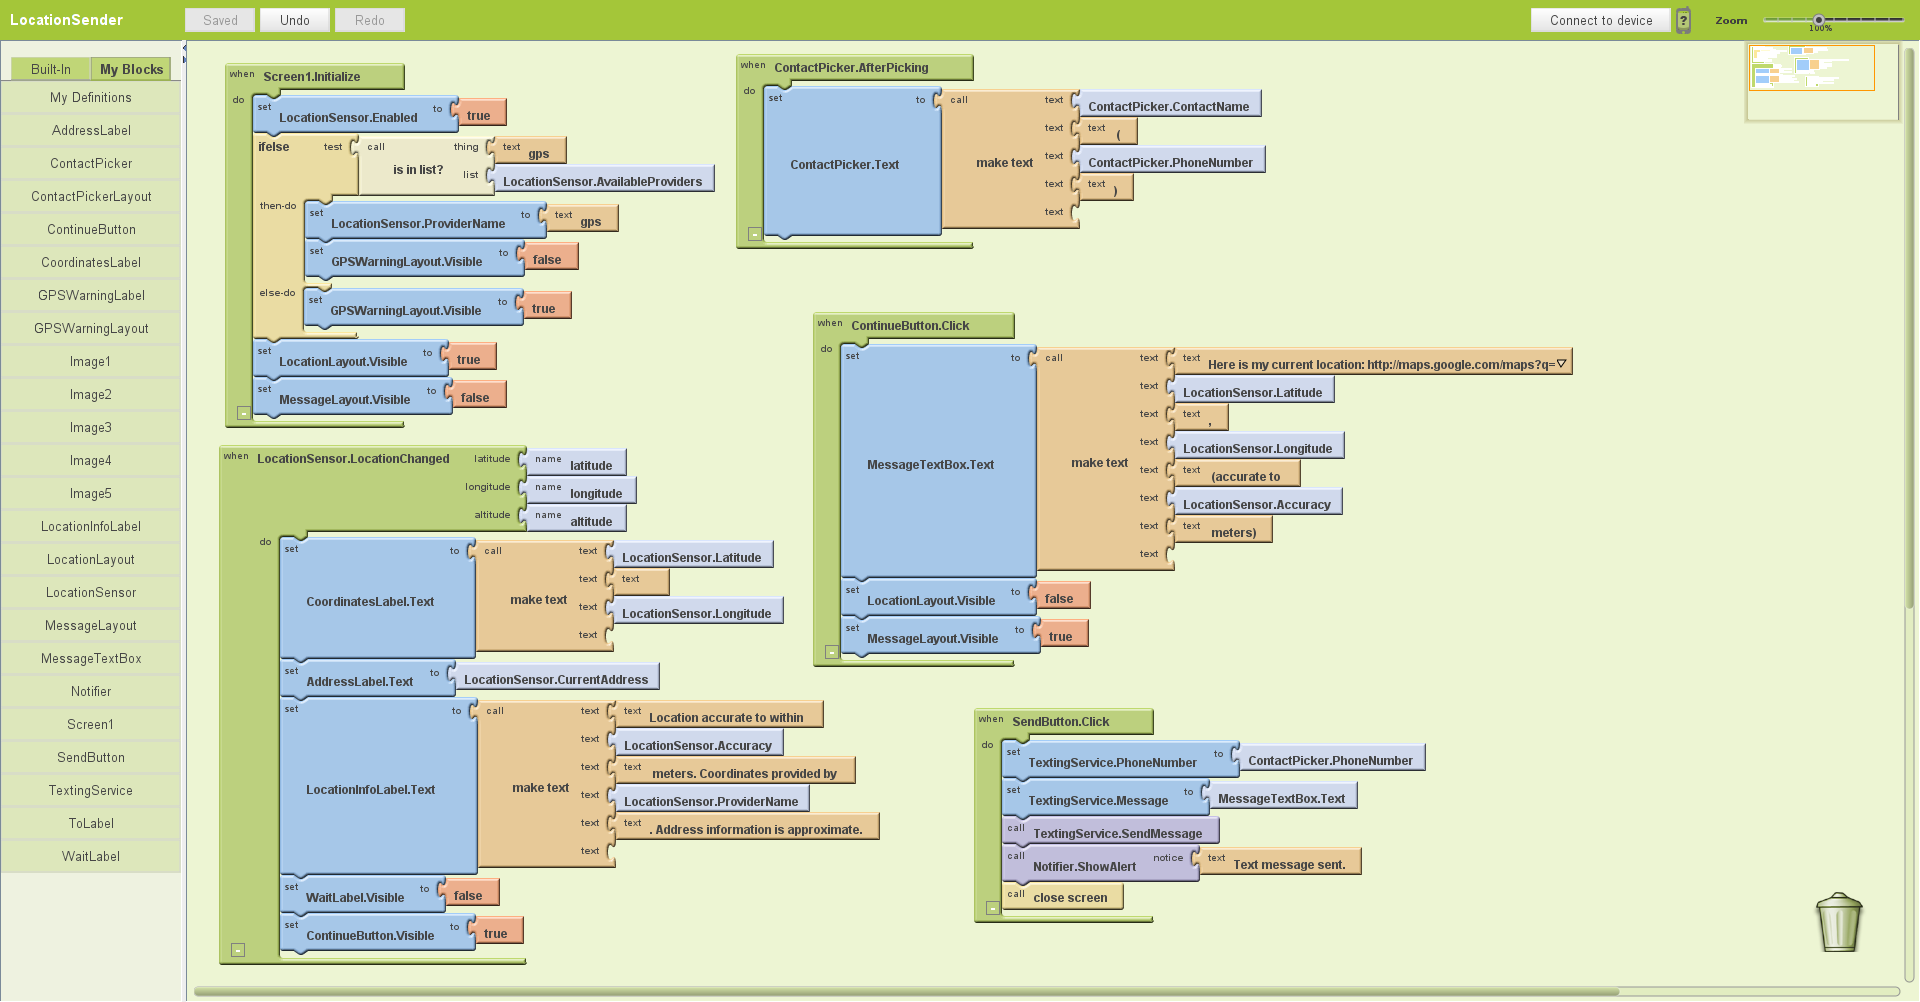 LocationSender
Saved
Undo
Redo
Connect to device
?
Zoom
100%
Built-In
My Blocks
My Definitions
AddressLabel
ContactPicker
ContactPickerLayout
ContinueButton
CoordinatesLabel
GPSWarningLabel
GPSWarningLayout
Image1
Image2
Image3
Image4
Image5
LocationInfoLabel
LocationLayout
LocationSensor
MessageLayout
MessageTextBox
Notifier
Screen1
SendButton
TextingService
ToLabel
WaitLabel
when Screen1.Initialize
do
set LocationSensor.Enabled to true
ifelse test call is in list? thing text gps
list LocationSensor.AvailableProviders
then-do
set LocationSensor.ProviderName to text gps
set GPSWarningLayout.Visible to false
else-do
set GPSWarningLayout.Visible to true
set LocationLayout.Visible to true
set MessageLayout.Visible to false
-
when LocationSensor.LocationChanged latitude name latitude
longitude name longitude
altitude name altitude
do
set CoordinatesLabel.Text to call make text
text LocationSensor.Latitude
text text
text LocationSensor.Longitude
text
set AddressLabel.Text to LocationSensor.CurrentAddress
set LocationInfoLabel.Text to call make text
text text Location accurate to within
text LocationSensor.Accuracy
text text meters. Coordinates provided by
text LocationSensor.ProviderName
text text . Address information is approximate.
text
set WaitLabel.Visible to false
set ContinueButton.Visible to true
-
when ContactPicker.AfterPicking
do
set ContactPicker.Text to call make text
text ContactPicker.ContactName
text text (
text ContactPicker.PhoneNumber
text text )
text
-
when ContinueButton.Click
do
set MessageTextBox.Text to call make text
text text Here is my current location: http://maps.google.com/maps?q=
text LocationSensor.Latitude
text text ,
text LocationSensor.Longitude
text text (accurate to
text LocationSensor.Accuracy
text text meters)
text
set LocationLayout.Visible to false
set MessageLayout.Visible to true
-
when SendButton.Click
do
set TextingService.PhoneNumber to ContactPicker.PhoneNumber
set TextingService.Message to MessageTextBox.Text
call TextingService.SendMessage
call Notifier.ShowAlert notice text Text message sent.
call close screen
-